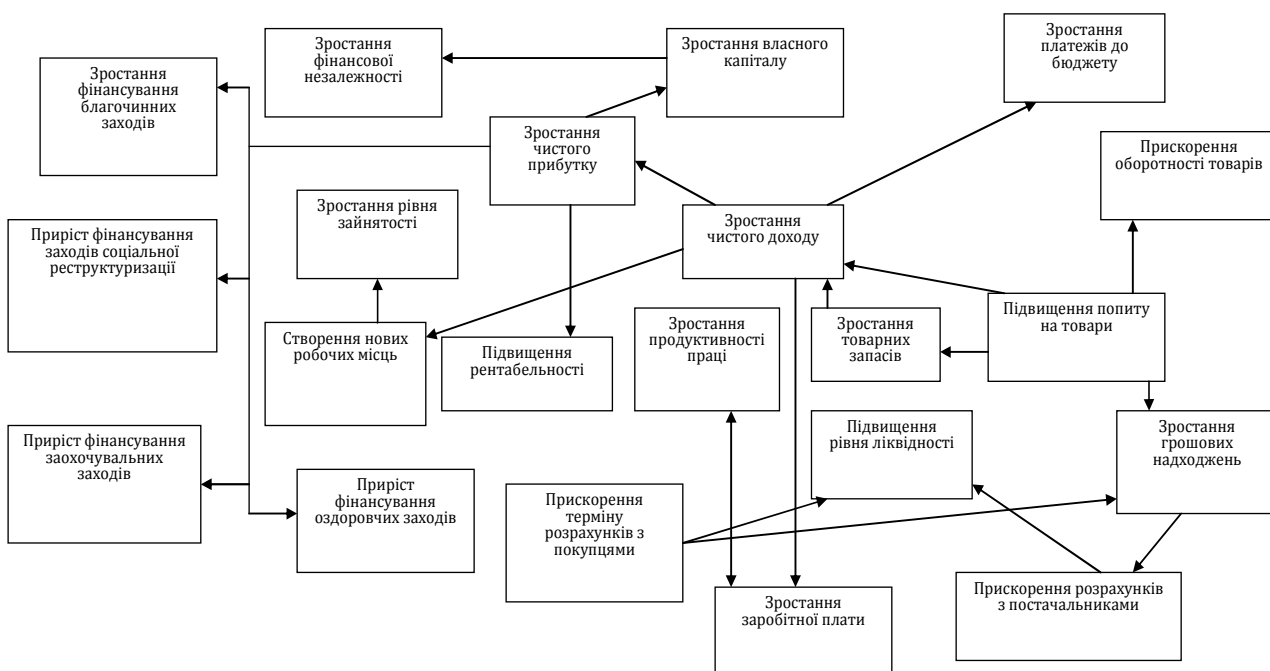 Зростання
фінансової
незалежності
Зростання власного
капіталу
Зростання
платежів до
бюджету
Зростання
фінансування
благочинних
заходів
Зростання
чистого
прибутку
Прискорення
оборотності товарів
Зростання рівня
зайнятості
Зростання
чистого доходу
Приріст фінансування
заходів соціальної
реструктуризації
Створення нових
робочих місць
Підвищення
рентабельності
Зростання
продуктивності
праці
Зростання
товарних
запасів
Підвищення попиту
на товари
Приріст фінансування
заохочувальних
заходів
Приріст
фінансування
оздоровчих заходів
Прискорення
терміну
розрахунків з
покупцями
Підвищення
рівня ліквідності
Зростання
грошових
надходжень
Зростання
заробітної плати
Прискорення розрахунків
з постачальниками